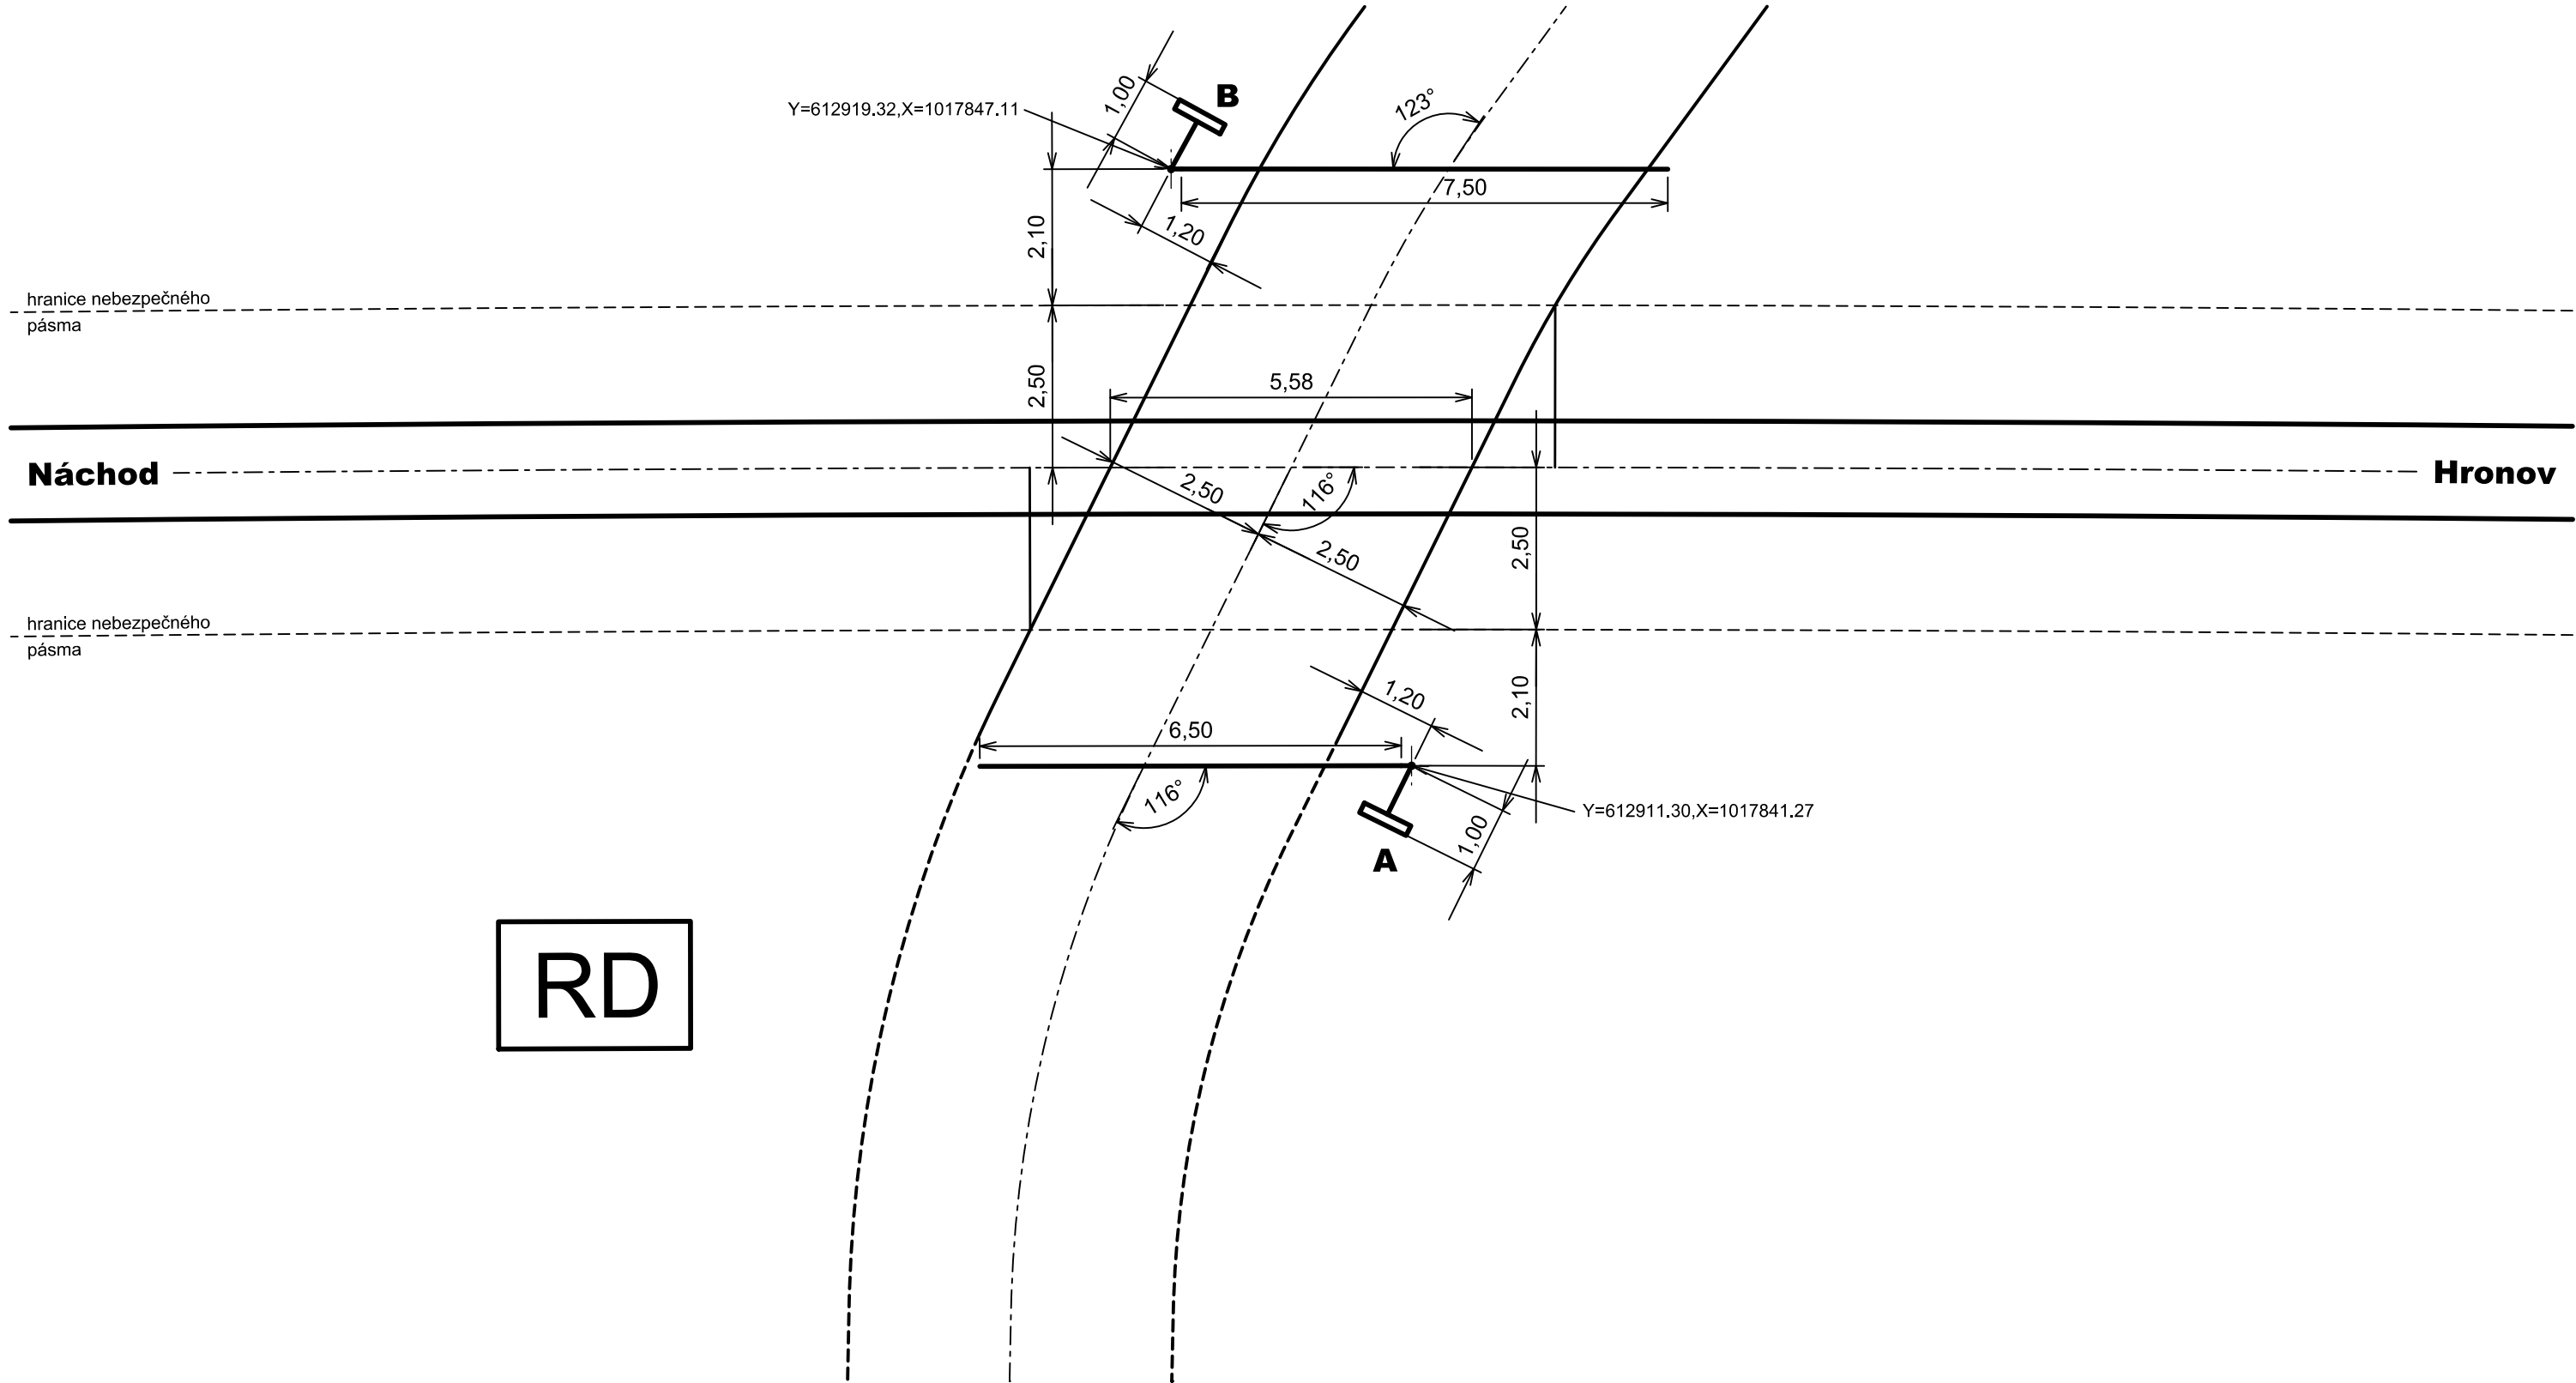 1,00
B
Y=612919.32,X=1017847.11
123°
7,50
1,20
2,10
hranice nebezpečného
pásma
2,50
5,58
Náchod
Hronov
2,50
116°
2,50
2,50
hranice nebezpečného
pásma
1,20
2,10
6,50
116°
Y=612911.30,X=1017841.27
1,00
A
RD